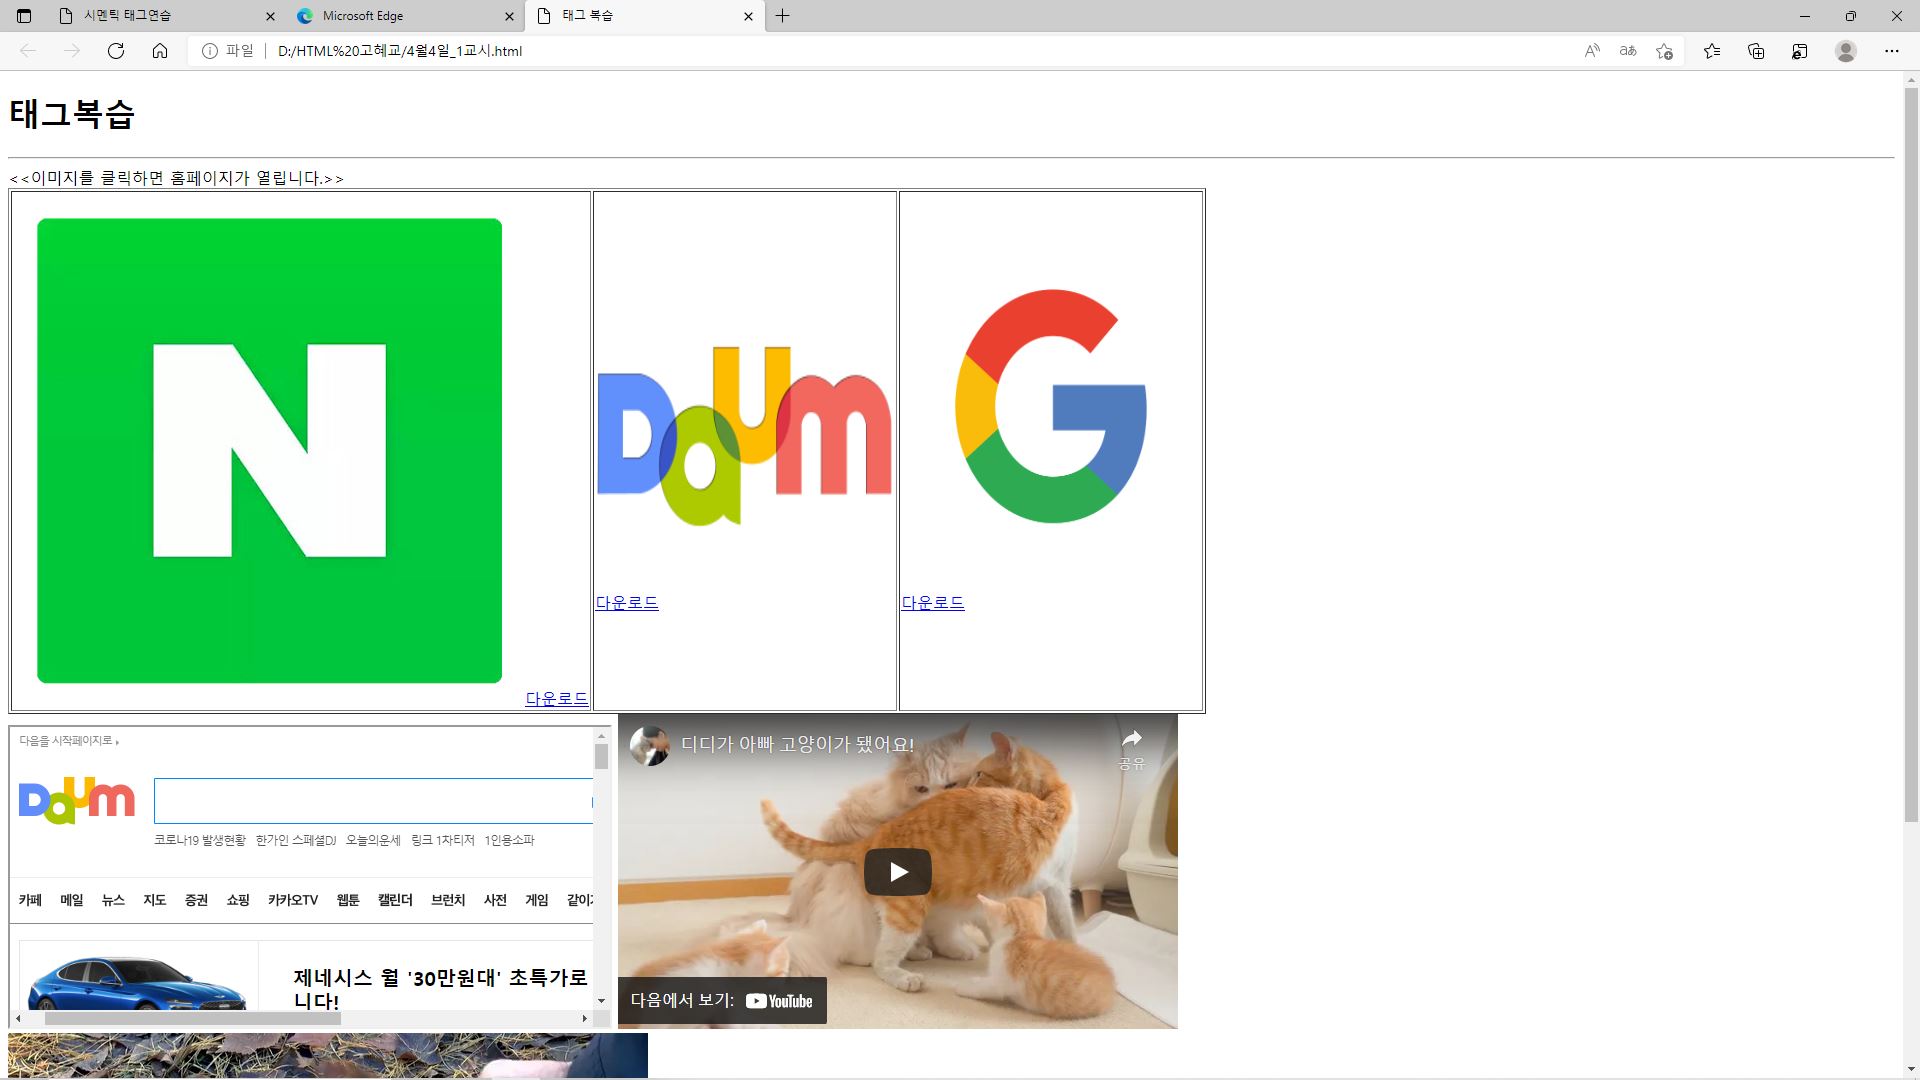 시멘틱 태그연습
Microsoft Edge
태그 복습
파일
D:/HTML%20고혜교/4월4일_1교시.html
태그복습
<<이미지를 클릭하면 홈페이지가 열립니다.>>
N
Daum
G
다운로드
다운로드
다운로드
다음을 시작페이지로
Daum
코로나19 발생현황 한가인 스페셜DJ 오늘의운세 링크 1차티저 1인용소파
카페 메일 뉴스 지도 증권 쇼핑 카카오TV 웹툰 캘린더 브런치 사전 게임 같이
제네시스 월 '30만원대' 초특가로
니다!
디디가 아빠 고양이가 됐어요!
공유
다음에서 보기: YouTube